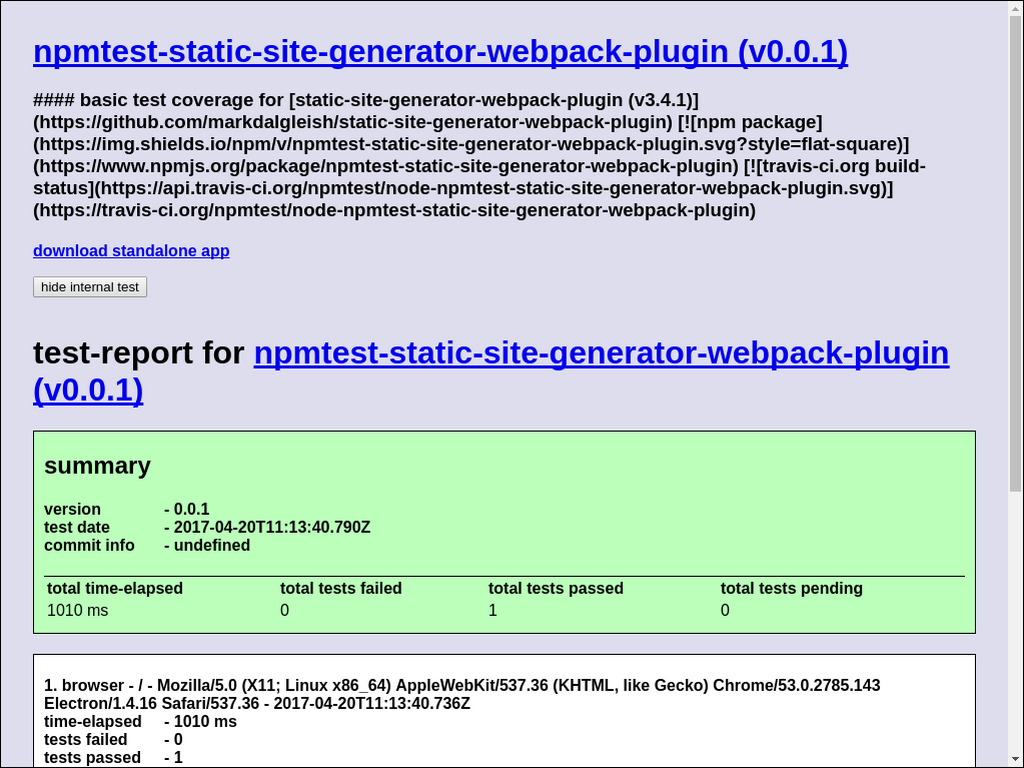 npmtest-static-site-generator-webpack-plugin (v0.0.1)
#### basic test coverage for [static-site-generator-webpack-plugin (v3.4.1)]
(https://github.com/markdalgleish/static-site-generator-webpack-plugin) [![npm package]
(https://img.shields.io/npm/v/npmtest-static-site-generator-webpack-plugin.svg?style=flat-square)]
(https://www.npmjs.org/package/npmtest-static-site-generator-webpack-plugin) [![travis-ci.org build-
status](https://api.travis-ci.org/npmtest/node-npmtest-static-site-generator-webpack-plugin.svg)]
(https://travis-ci.org/npmtest/node-npmtest-static-site-generator-webpack-plugin)
download standalone app
hide internal test
test-report for npmtest-static-site-generator-webpack-plugin
(v0.0.1)
summary
version - 0.0.1
test date - 2017-04-20T11:13:40.790Z
commit info - undefined
total time-elapsed total tests failed total tests passed total tests pending
1010 ms 0 1 0
1. browser - / - Mozilla/5.0 (X11; Linux x86_64) AppleWebKit/537.36 (KHTML, like Gecko) Chrome/53.0.2785.143
Electron/1.4.16 Safari/537.36 - 2017-04-20T11:13:40.736Z
time-elapsed - 1010 ms
tests failed - 0
tests passed - 1